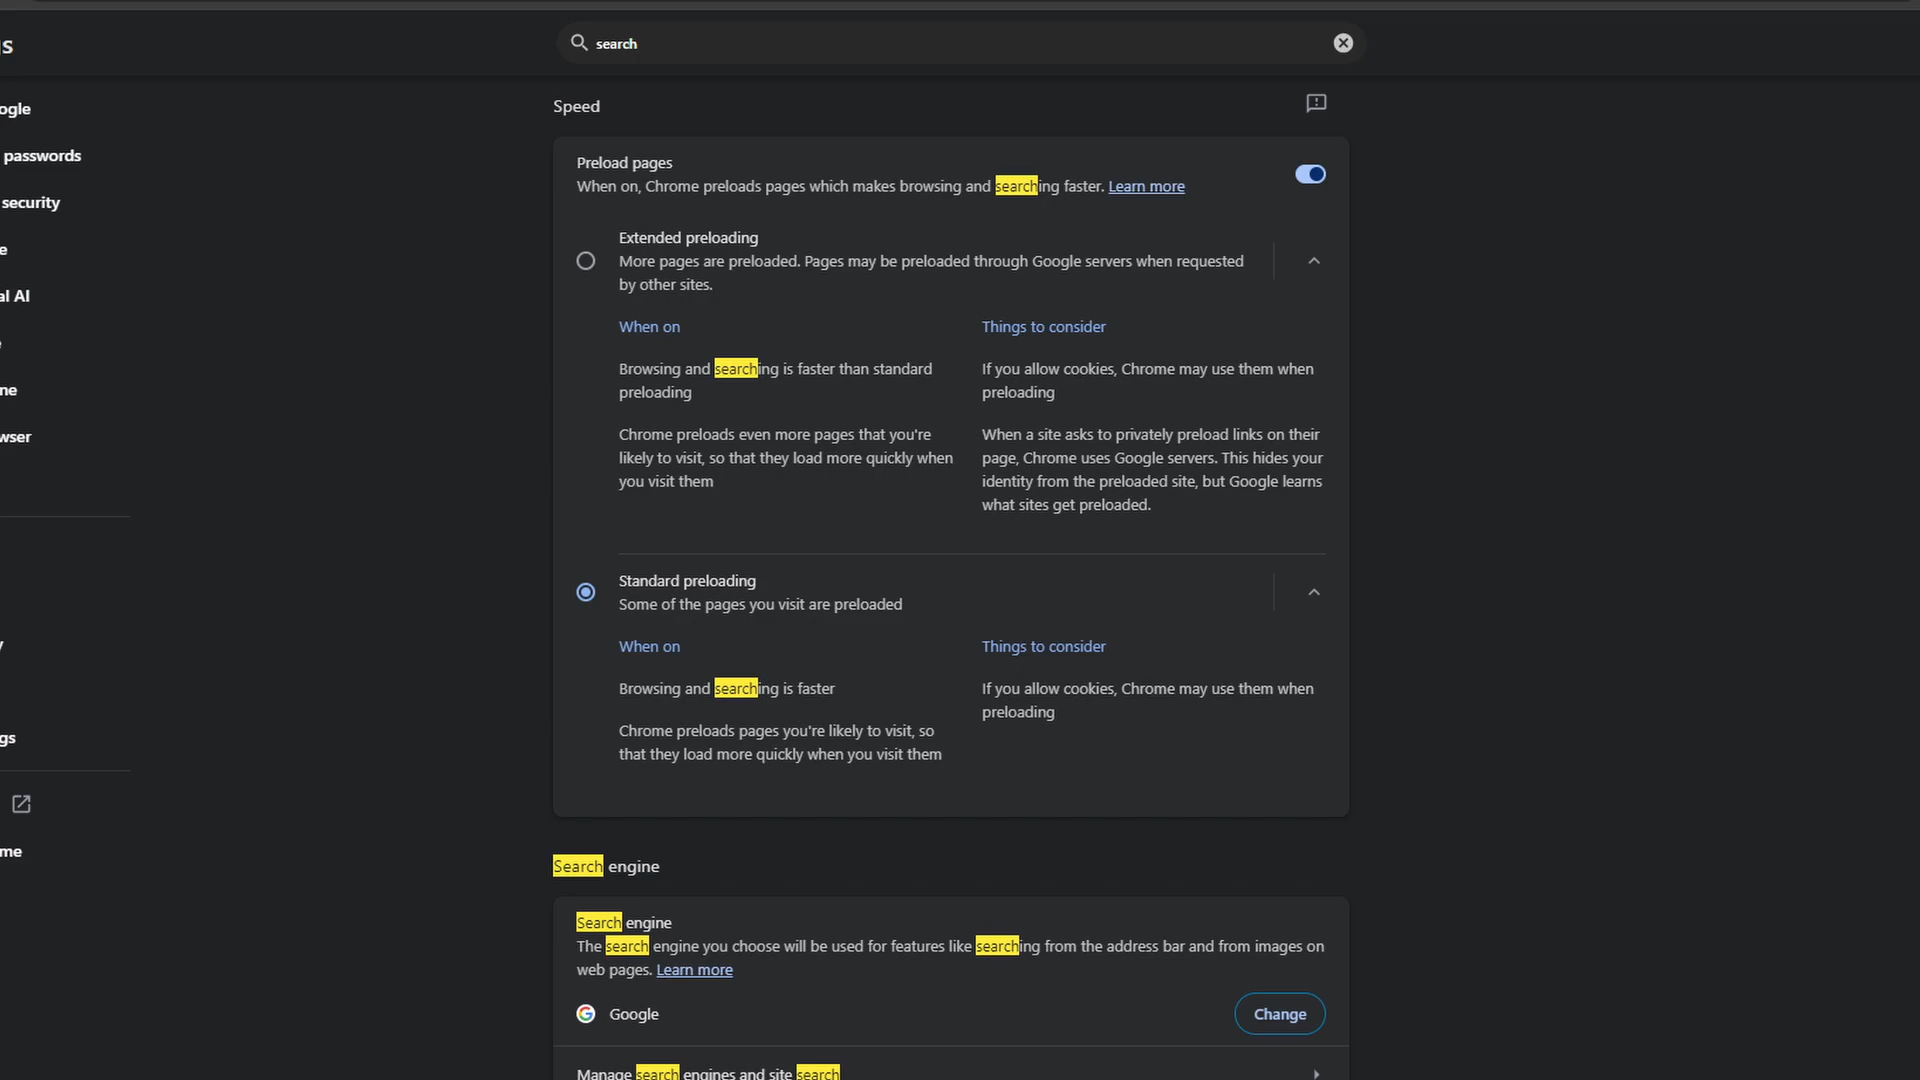 search
Speed
Preload pages
When on, Chrome preloads pages which makes browsing and searching faster. Learn more
Extended preloading
More pages are preloaded. Pages may be preloaded through Google servers when requested
by other sites.
When on
Browsing and searching is faster than standard
preloading
Chrome preloads even more pages that you're
likely to visit, so that they load more quickly when
you visit them
Things to consider
If you allow cookies, Chrome may use them when
preloading
When a site asks to privately preload links on their
page, Chrome uses Google servers. This hides your
identity from the preloaded site, but Google learns
what sites get preloaded.
Standard preloading
Some of the pages you visit are preloaded
When on
Browsing and searching is faster
Chrome preloads pages you're likely to visit, so
that they load more quickly when you visit them
Things to consider
If you allow cookies, Chrome may use them when
preloading
Search engine
Search engine
The search engine you choose will be used for features like searching from the address bar and from images on
web pages. Learn more
Google
Change
Manage search engines and site search
passwords
security
AI